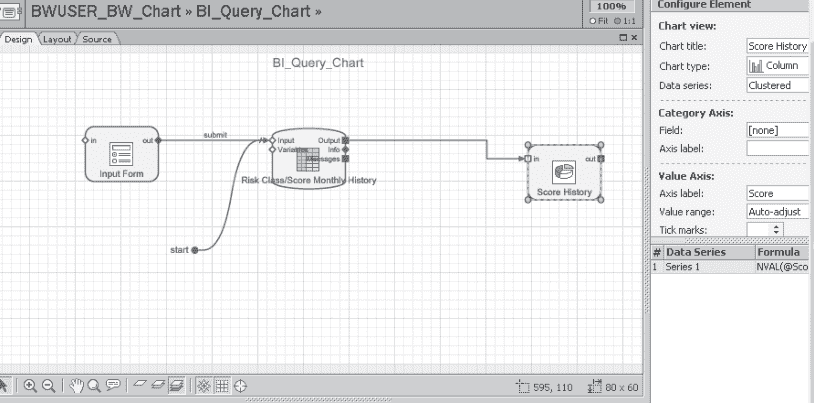 BWUSER_BW_Chart » BI_Query_Chart »
100%
Fit 1:1
Design Layout Source
BI_Query_Chart
in out
Input Form
submit
Input Output
Variables Info
Messages
Risk Class/Score Monthly History
start
in out
Score History
595, 110 80 x 60
Configure Element
Chart view:
Chart title: Score History
Chart type: Column
Data series: Clustered
Category Axis:
Field: [none]
Axis label:
Value Axis:
Axis label: Score
Value range: Auto-adjust
Tick marks:
# Data Series Formula
1 Series 1 NVAL(@Sco